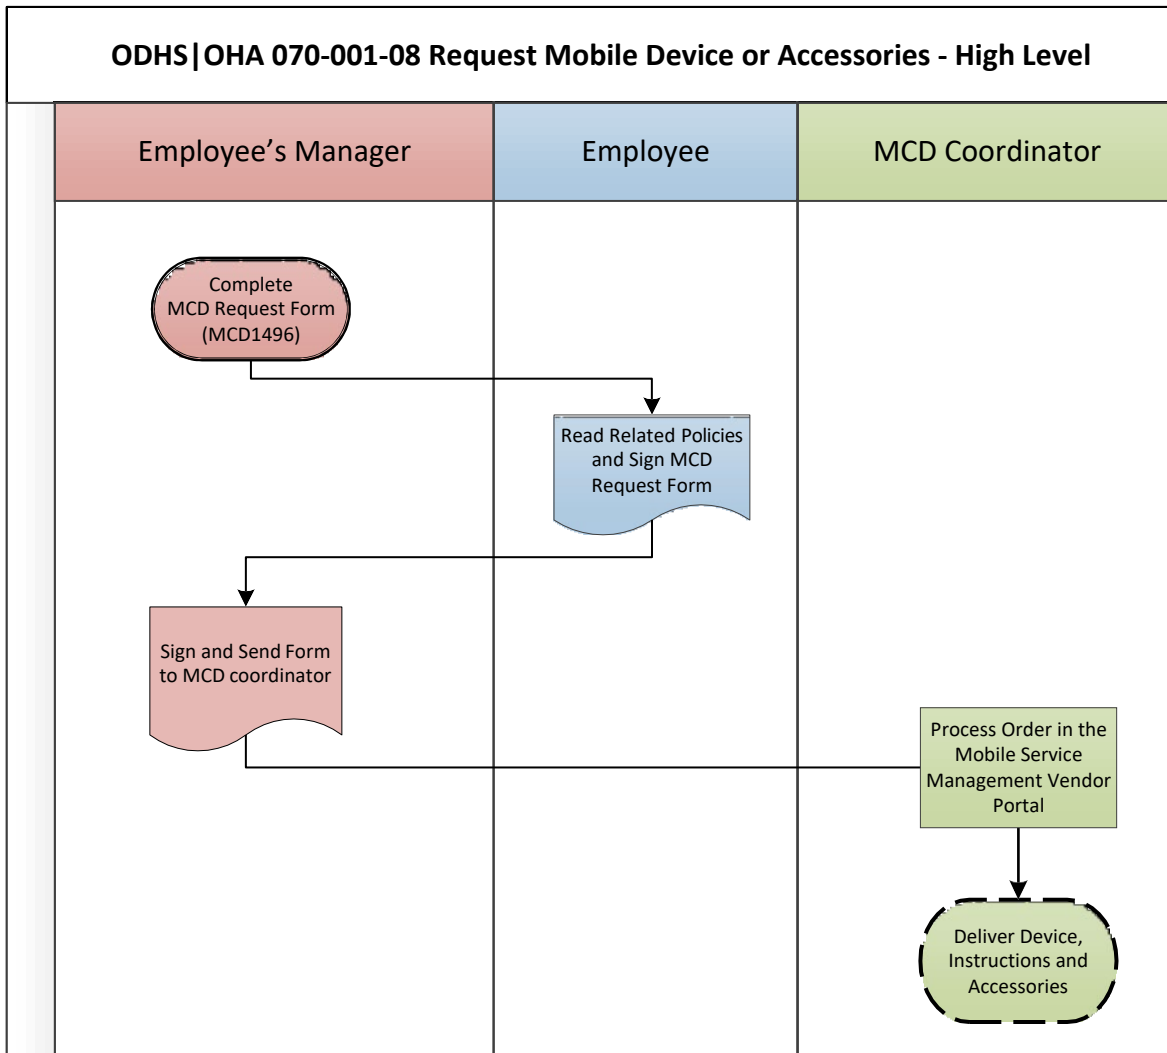 ODHS|OHA 070-001-08 Request Mobile Device or Accessories - High Level
Employee’s Manager
Employee
MCD Coordinator
Complete
MCD Request Form
(MCD1496)
Read Related Policies
and Sign MCD
Request Form
Sign and Send Form
to MCD coordinator
Process Order in the
Mobile Service
Management Vendor
Portal
Deliver Device,
Instructions and
Accessories